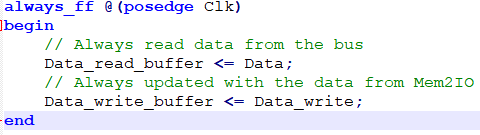 always_ff @(posedge Clk)
begin
    // Always read data from the bus
    Data_read_buffer <= Data;
    // Always updated with the data from Mem2IO
    Data_write_buffer <= Data_write;
end